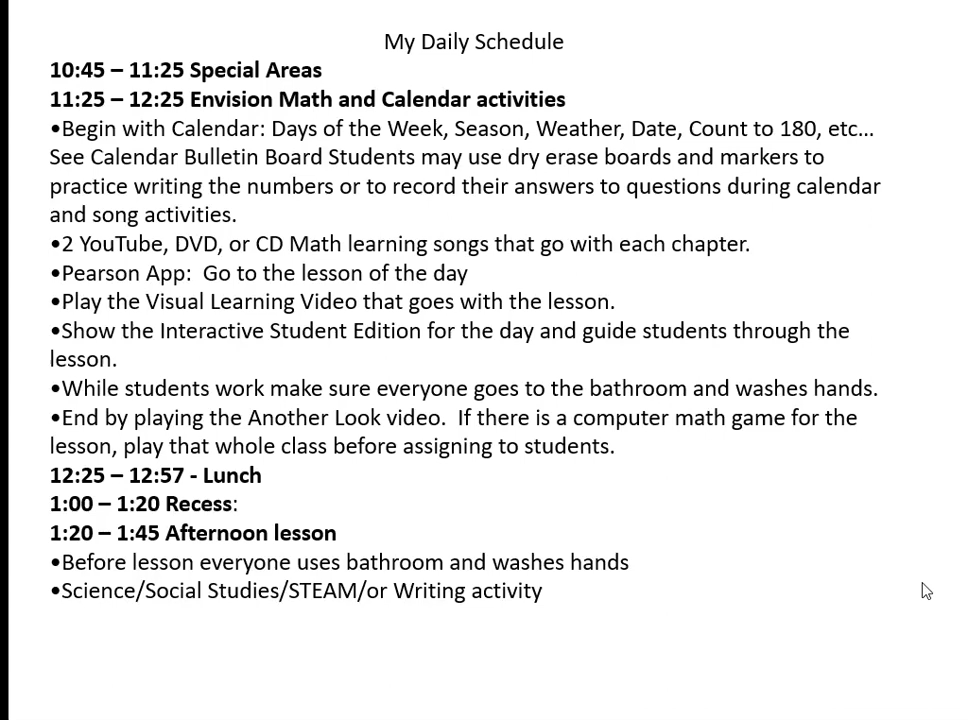 My Daily Schedule
10:45 – 11:25 Special Areas
11:25 – 12:25 Envision Math and Calendar activities
•Begin with Calendar: Days of the Week, Season, Weather, Date, Count to 180, etc…
See Calendar Bulletin Board Students may use dry erase boards and markers to
practice writing the numbers or to record their answers to questions during calendar
and song activities.
•2 YouTube, DVD, or CD Math learning songs that go with each chapter.
•Pearson App:  Go to the lesson of the day
•Play the Visual Learning Video that goes with the lesson.
•Show the Interactive Student Edition for the day and guide students through the
lesson.
•While students work make sure everyone goes to the bathroom and washes hands.
•End by playing the Another Look video.  If there is a computer math game for the
lesson, play that whole class before assigning to students.
12:25 – 12:57 - Lunch
1:00 – 1:20 Recess:
1:20 – 1:45 Afternoon lesson
•Before lesson everyone uses bathroom and washes hands
•Science/Social Studies/STEAM/or Writing activity